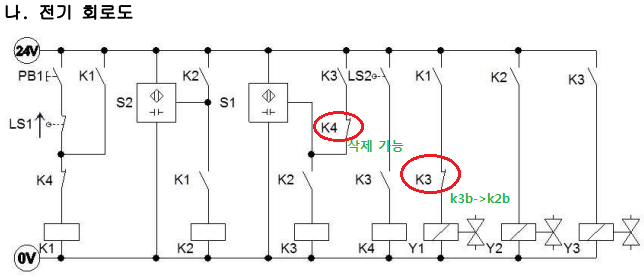 나. 전기 회로도
24V
PB1 K1 K2 K3 LS2 K1 K2 K3
S2 S1
LS1 K4
삭제 가능
K4 K1 K2 K3 K3
k3b->k2b
K1 K2 K3 K4 Y1 Y2 Y3
0V